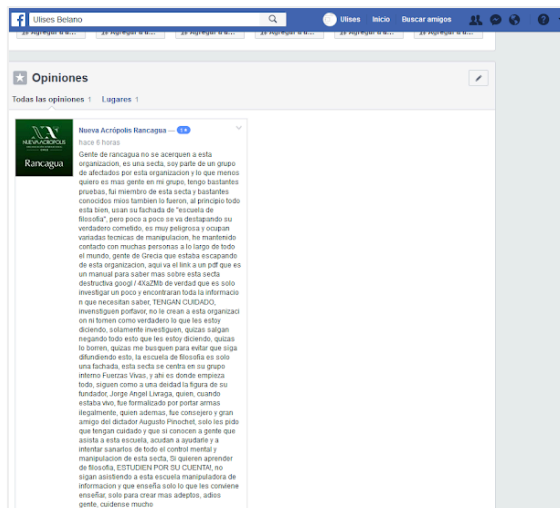 Ulises Belano
Ulises Inicio Buscar amigos
Opiniones
Todas las opiniones 1 Lugares 1
NUEVA ACROPOLIS
Rancagua
Nueva Acrópolis Rancagua — 1★
hace 8 horas
Gente de rancagua no se acerquen a esta
organizacion, es una secta, soy parte de un grupo
de afectados por esta organizacion y lo que menos
quiero es mas gente en mi grupo, tengo bastantes
pruebas, fui miembro de esta secta y bastantes
conocidos mios tambien lo fueron, al principio todo
esta bien, usan su fachada de "escuela de
filosofia", pero poco a poco se va destapando su
verdadero cometido, es muy peligrosa y ocupan
variadas tecnicas de manipulacion, he mantenido
contacto con muchas personas a lo largo de todo
el mundo, gente de Grecia que estaba escapando
de esta organizacion, aqui va el link a un pdf que es
un manual para saber mas sobre esta secta
destructiva googl / 4XaZMb de verdad que es solo
investigar un poco y encontraran toda la informacio
n que necesitan saber, TENGAN CUIDADO,
invenstiguen porfavor, no le crean a esta organizaci
on ni tomen como verdadero lo que les estoy
diciendo, solamente investiguen, quizas salgan
negando todo esto que les estoy diciendo, quizas
lo borren, quizas me busquen para evitar que siga
difundiendo esto, la escuela de filosofia es solo
una fachada, esta secta se centra en su grupo
interno Fuerzas Vivas, y ahi es donde empieza
todo, siguen como a una deidad la figura de su
fundador, Jorge Angel Livraga, quien, cuando
estaba vivo, fue formalizado por portar armas
ilegalmente, quien ademas, fue consejero y gran
amigo del dictador Augusto Pinochet, solo les pido
que tengan cuidado y que si conocen a gente que
asista a esta escuela, acudan a ayudarle y a
intentar sanarlos de todo el control mental y
manipulacion de esta secta, Si quieren aprender
de filosofia, ESTUDIEN POR SU CUENTA!, no
sigan asistiendo a esta escuela manipuladora de
informacion y que enseña solo lo que les conviene
enseñar, solo para crear mas adeptos, adios
gente, cuidense mucho